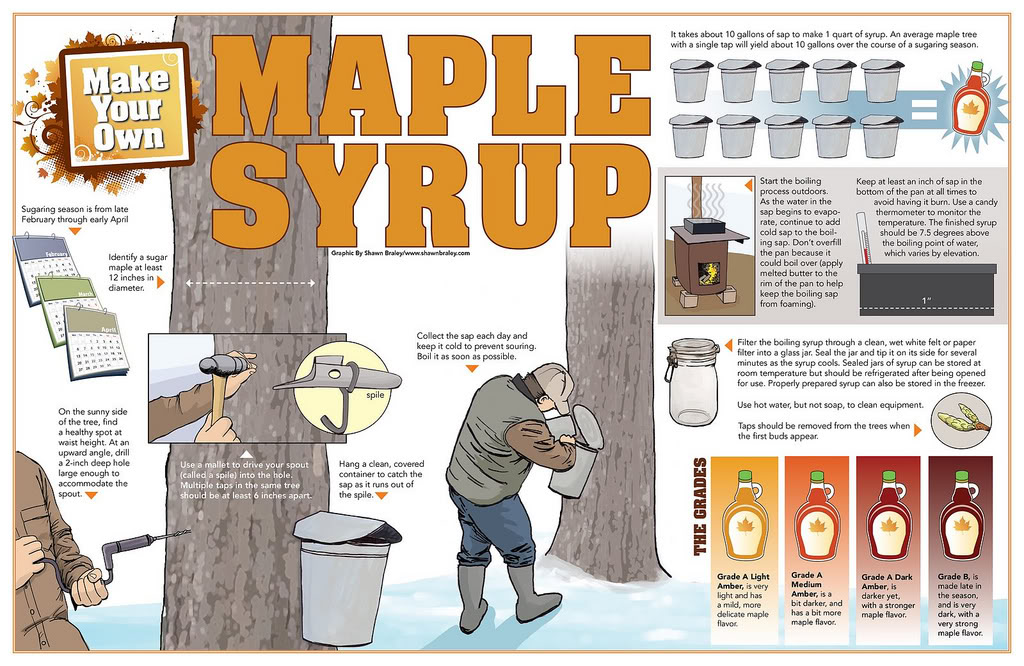 Make
Your
Own
MAPLE
SYRUP
Graphic By Shawn Braley/www.shawnbraley.com
Sugaring season is from late
February through early April
February
March
April
Identify a sugar
maple at least
12 inches in
diameter.
spile
On the sunny side
of the tree, find
a healthy spot at
waist height. At an
upward angle, drill
a 2-inch deep hole
large enough to
accommodate the
spout.
Use a mallet to drive your spout
(called a spile) into the hole.
Multiple taps in the same tree
should be at least 6 inches apart.
Hang a clean, covered
container to catch the
sap as it runs out of
the spile.
Collect the sap each day and
keep it cold to prevent souring.
Boil it as soon as possible.
It takes about 10 gallons of sap to make 1 quart of syrup. An average maple tree
with a single tap will yield about 10 gallons over the course of a sugaring season.
=
Start the boiling
process outdoors.
As the water in the
sap begins to evapo-
rate, continue to add
cold sap to the boil-
ing sap. Don't overfill
the pan because it
could boil over (apply
melted butter to the
rim of the pan to help
keep the boiling sap
from foaming).
Keep at least an inch of sap in the
bottom of the pan at all times to
avoid having it burn. Use a candy
thermometer to monitor the
temperature. The finished syrup
should be 7.5 degrees above
the boiling point of water,
which varies by elevation.
1"
Filter the boiling syrup through a clean, wet white felt or paper
filter into a glass jar. Seal the jar and tip it on its side for several
minutes as the syrup cools. Sealed jars of syrup can be stored at
room temperature but should be refrigerated after being opened
for use. Properly prepared syrup can also be stored in the freezer.
Use hot water, but not soap, to clean equipment.
Taps should be removed from the trees when
the first buds appear.
THE GRADES
Grade A Light
Amber, is very
light and has
a mild, more
delicate maple
flavor.
Grade A
Medium
Amber, is a
bit darker, and
has a bit more
maple flavor.
Grade A Dark
Amber, is
darker yet,
with a stronger
maple flavor.
Grade B, is
made late in
the season,
and is very
dark, with a
very strong
maple flavor.